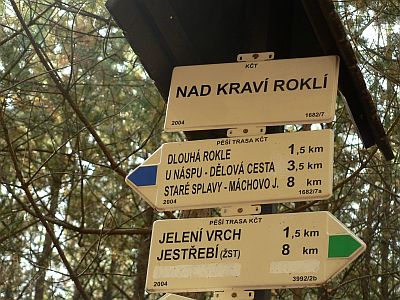 KČT
NAD KRAVÍ ROKLÍ
2004 1682/7
PĚŠÍ TRASA KČT
DLOUHÁ ROKLE 1,5 km
U NÁSPU - DĚLOVÁ CESTA 3,5 km
STARÉ SPLAVY - MÁCHOVO J. 8 km
2004 1682/7a
PĚŠÍ TRASA KČT
JELENÍ VRCH 1,5 km
JESTŘEBÍ (ŽST) 8 km
2004 3992/2b